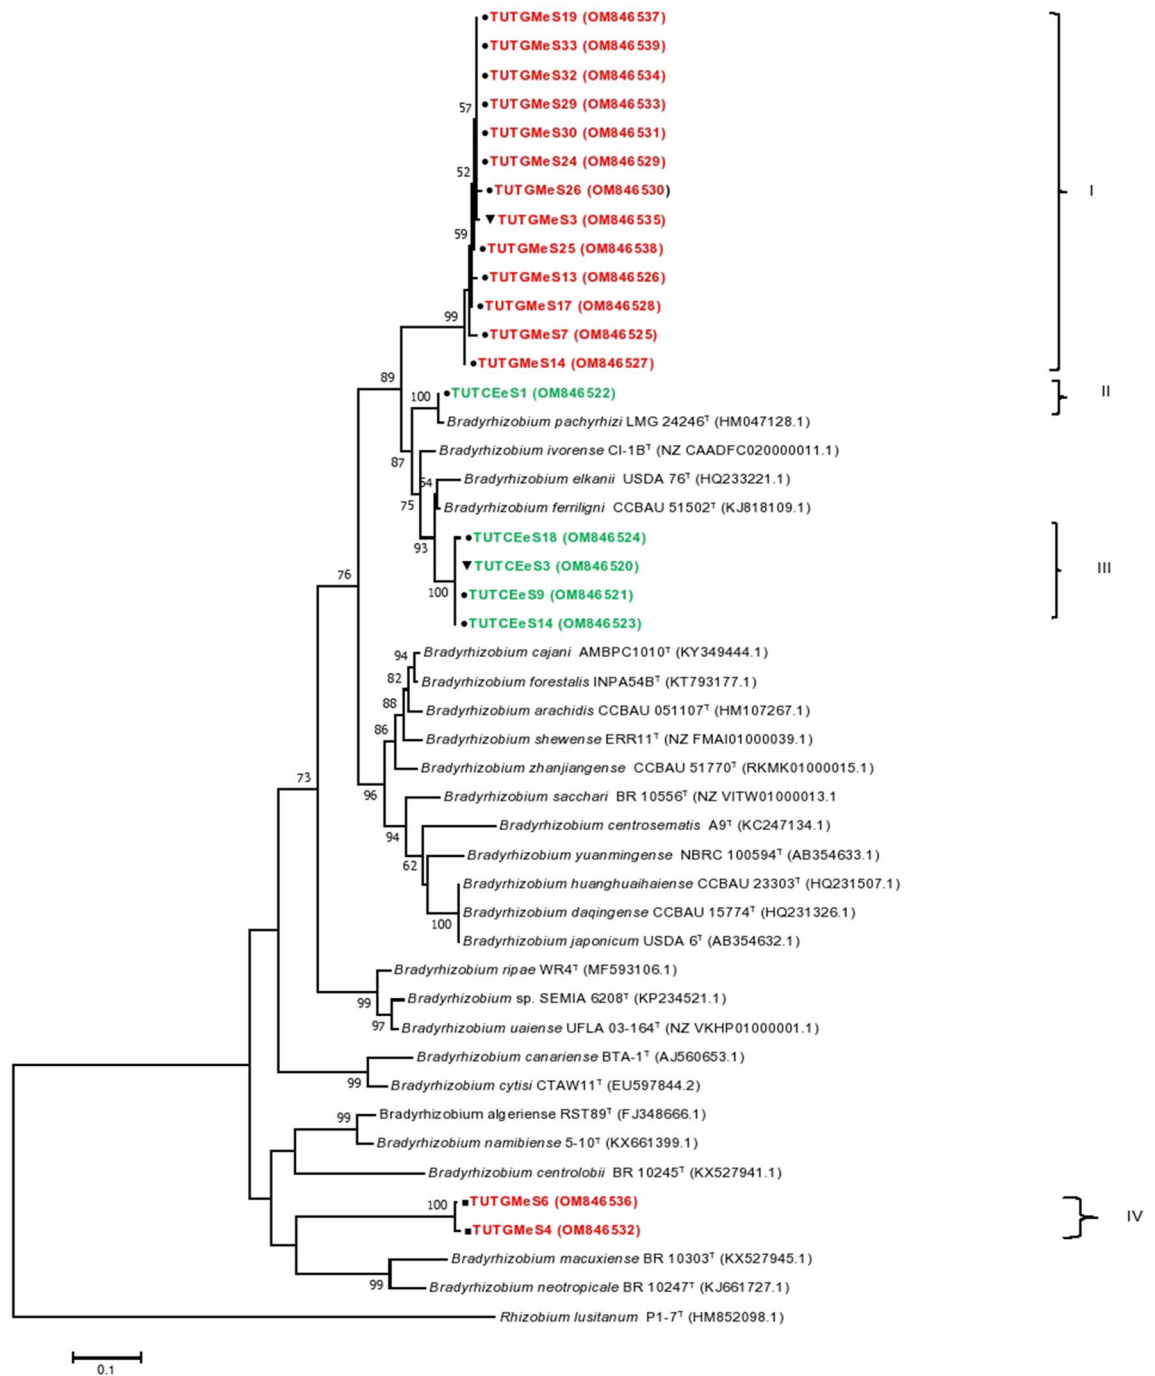 TUTGMeS19 (OM846537)
TUTGMeS33 (OM846539)
TUTGMeS32 (OM846534)
TUTGMeS29 (OM846533)
57
TUTGMeS30 (OM846531)
TUTGMeS24 (OM846529)
52
TUTGMeS26 (OM846530)
I
TUTGMeS3 (OM846535)
59
TUTGMeS25 (OM846538)
TUTGMeS13 (OM846526)
TUTGMeS17 (OM846528)
99
TUTGMeS7 (OM846525)
TUTGMeS14 (OM846527)
89
100
TUTCEeS1 (OM846522)
II
Bradyrhizobium pachyrhizi LMG 24246ᵀ (HM047128.1)
Bradyrhizobium ivorense CI-1Bᵀ (NZ CAADFC020000011.1)
87
54
Bradyrhizobium elkanii USDA 76ᵀ (HQ233221.1)
75
Bradyrhizobium ferriligni CCBAU 51502ᵀ (KJ818109.1)
TUTCEeS18 (OM846524)
93
TUTCEeS3 (OM846520)
III
76
100
TUTCEeS9 (OM846521)
TUTCEeS14 (OM846523)
94
Bradyrhizobium cajani AMBPC1010ᵀ (KY349444.1)
82
Bradyrhizobium forestalis INPA54Bᵀ (KT793177.1)
88
Bradyrhizobium arachidis CCBAU 051107ᵀ (HM107267.1)
86
Bradyrhizobium shewense ERR11ᵀ (NZ FMAI01000039.1)
Bradyrhizobium zhanjiangense CCBAU 51770ᵀ (RKMK01000015.1)
73
96
Bradyrhizobium sacchari BR 10556ᵀ (NZ VITW01000013.1
Bradyrhizobium centrosematis A9ᵀ (KC247134.1)
94
Bradyrhizobium yuanmingense NBRC 100594ᵀ (AB354633.1)
62
Bradyrhizobium huanghuaihaiense CCBAU 23303ᵀ (HQ231507.1)
Bradyrhizobium daqingense CCBAU 15774ᵀ (HQ231326.1)
100
Bradyrhizobium japonicum USDA 6ᵀ (AB354632.1)
Bradyrhizobium ripae WR4ᵀ (MF593106.1)
99
Bradyrhizobium sp. SEMIA 6208ᵀ (KP234521.1)
97
Bradyrhizobium uaiense UFLA 03-164ᵀ (NZ VKHP01000001.1)
Bradyrhizobium canariense BTA-1ᵀ (AJ560653.1)
99
Bradyrhizobium cytisi CTAW11ᵀ (EU597844.2)
99
Bradyrhizobium algeriense RST89ᵀ (FJ348666.1)
Bradyrhizobium namibiense 5-10ᵀ (KX661399.1)
Bradyrhizobium centrolobii BR 10245ᵀ (KX527941.1)
100
TUTGMeS6 (OM846536)
IV
TUTGMeS4 (OM846532)
Bradyrhizobium macuxiense BR 10303ᵀ (KX527945.1)
99
Bradyrhizobium neotropicale BR 10247ᵀ (KJ661727.1)
Rhizobium lusitanum P1-7ᵀ (HM852098.1)
0.1